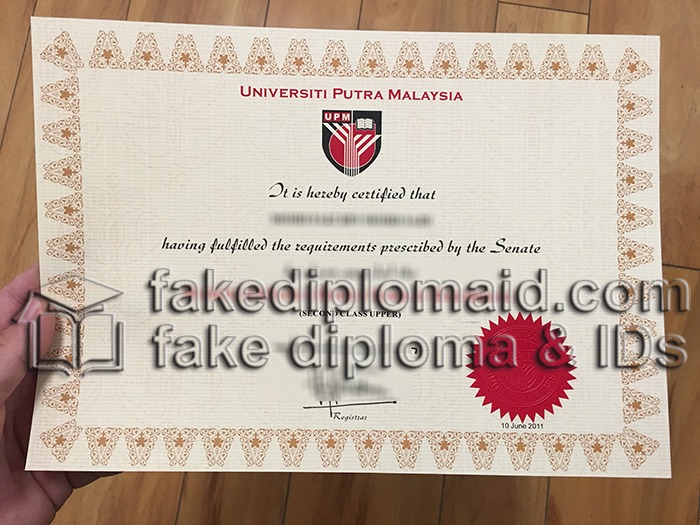 UNIVERSITI PUTRA MALAYSIA
UPM
It is hereby certified that
having fulfilled the requirements prescribed by the Senate
fakediplomaid.com
(SECOND CLASS UPPER)
fake diploma & IDs
Registrar
10 June 2011